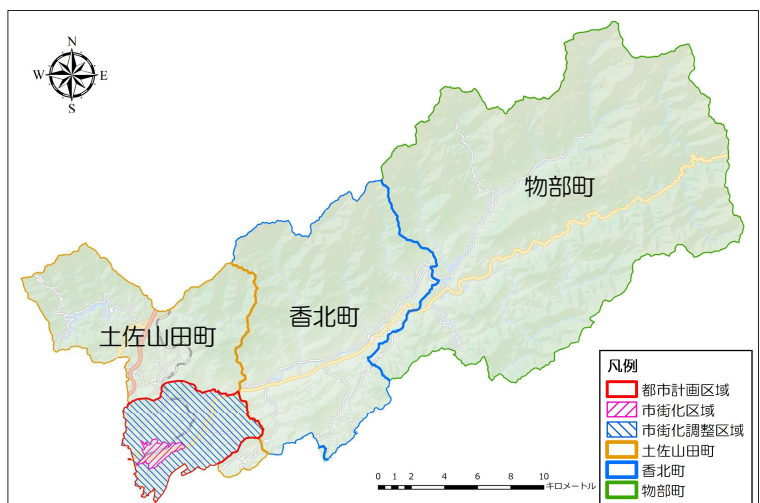 N
W E
S
物部町
香北町
土佐山田町
凡例
都市計画区域
市街化区域
市街化調整区域
土佐山田町
香北町
物部町
0 1 2 4 6 8 10
キロメートル